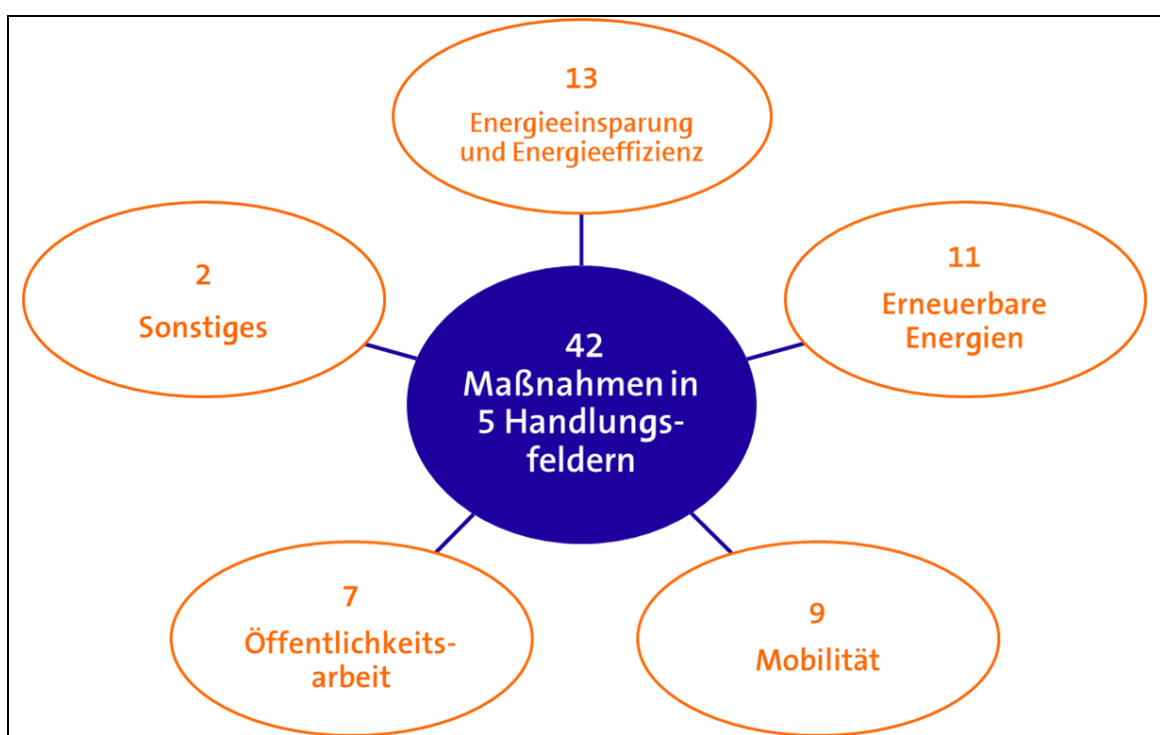 13
Energieeinsparung
und Energieeffizienz
2
Sonstiges
11
Erneuerbare
Energien
42
Maßnahmen in
5 Handlungs-
feldern
7
Öffentlichkeits-
arbeit
9
Mobilität